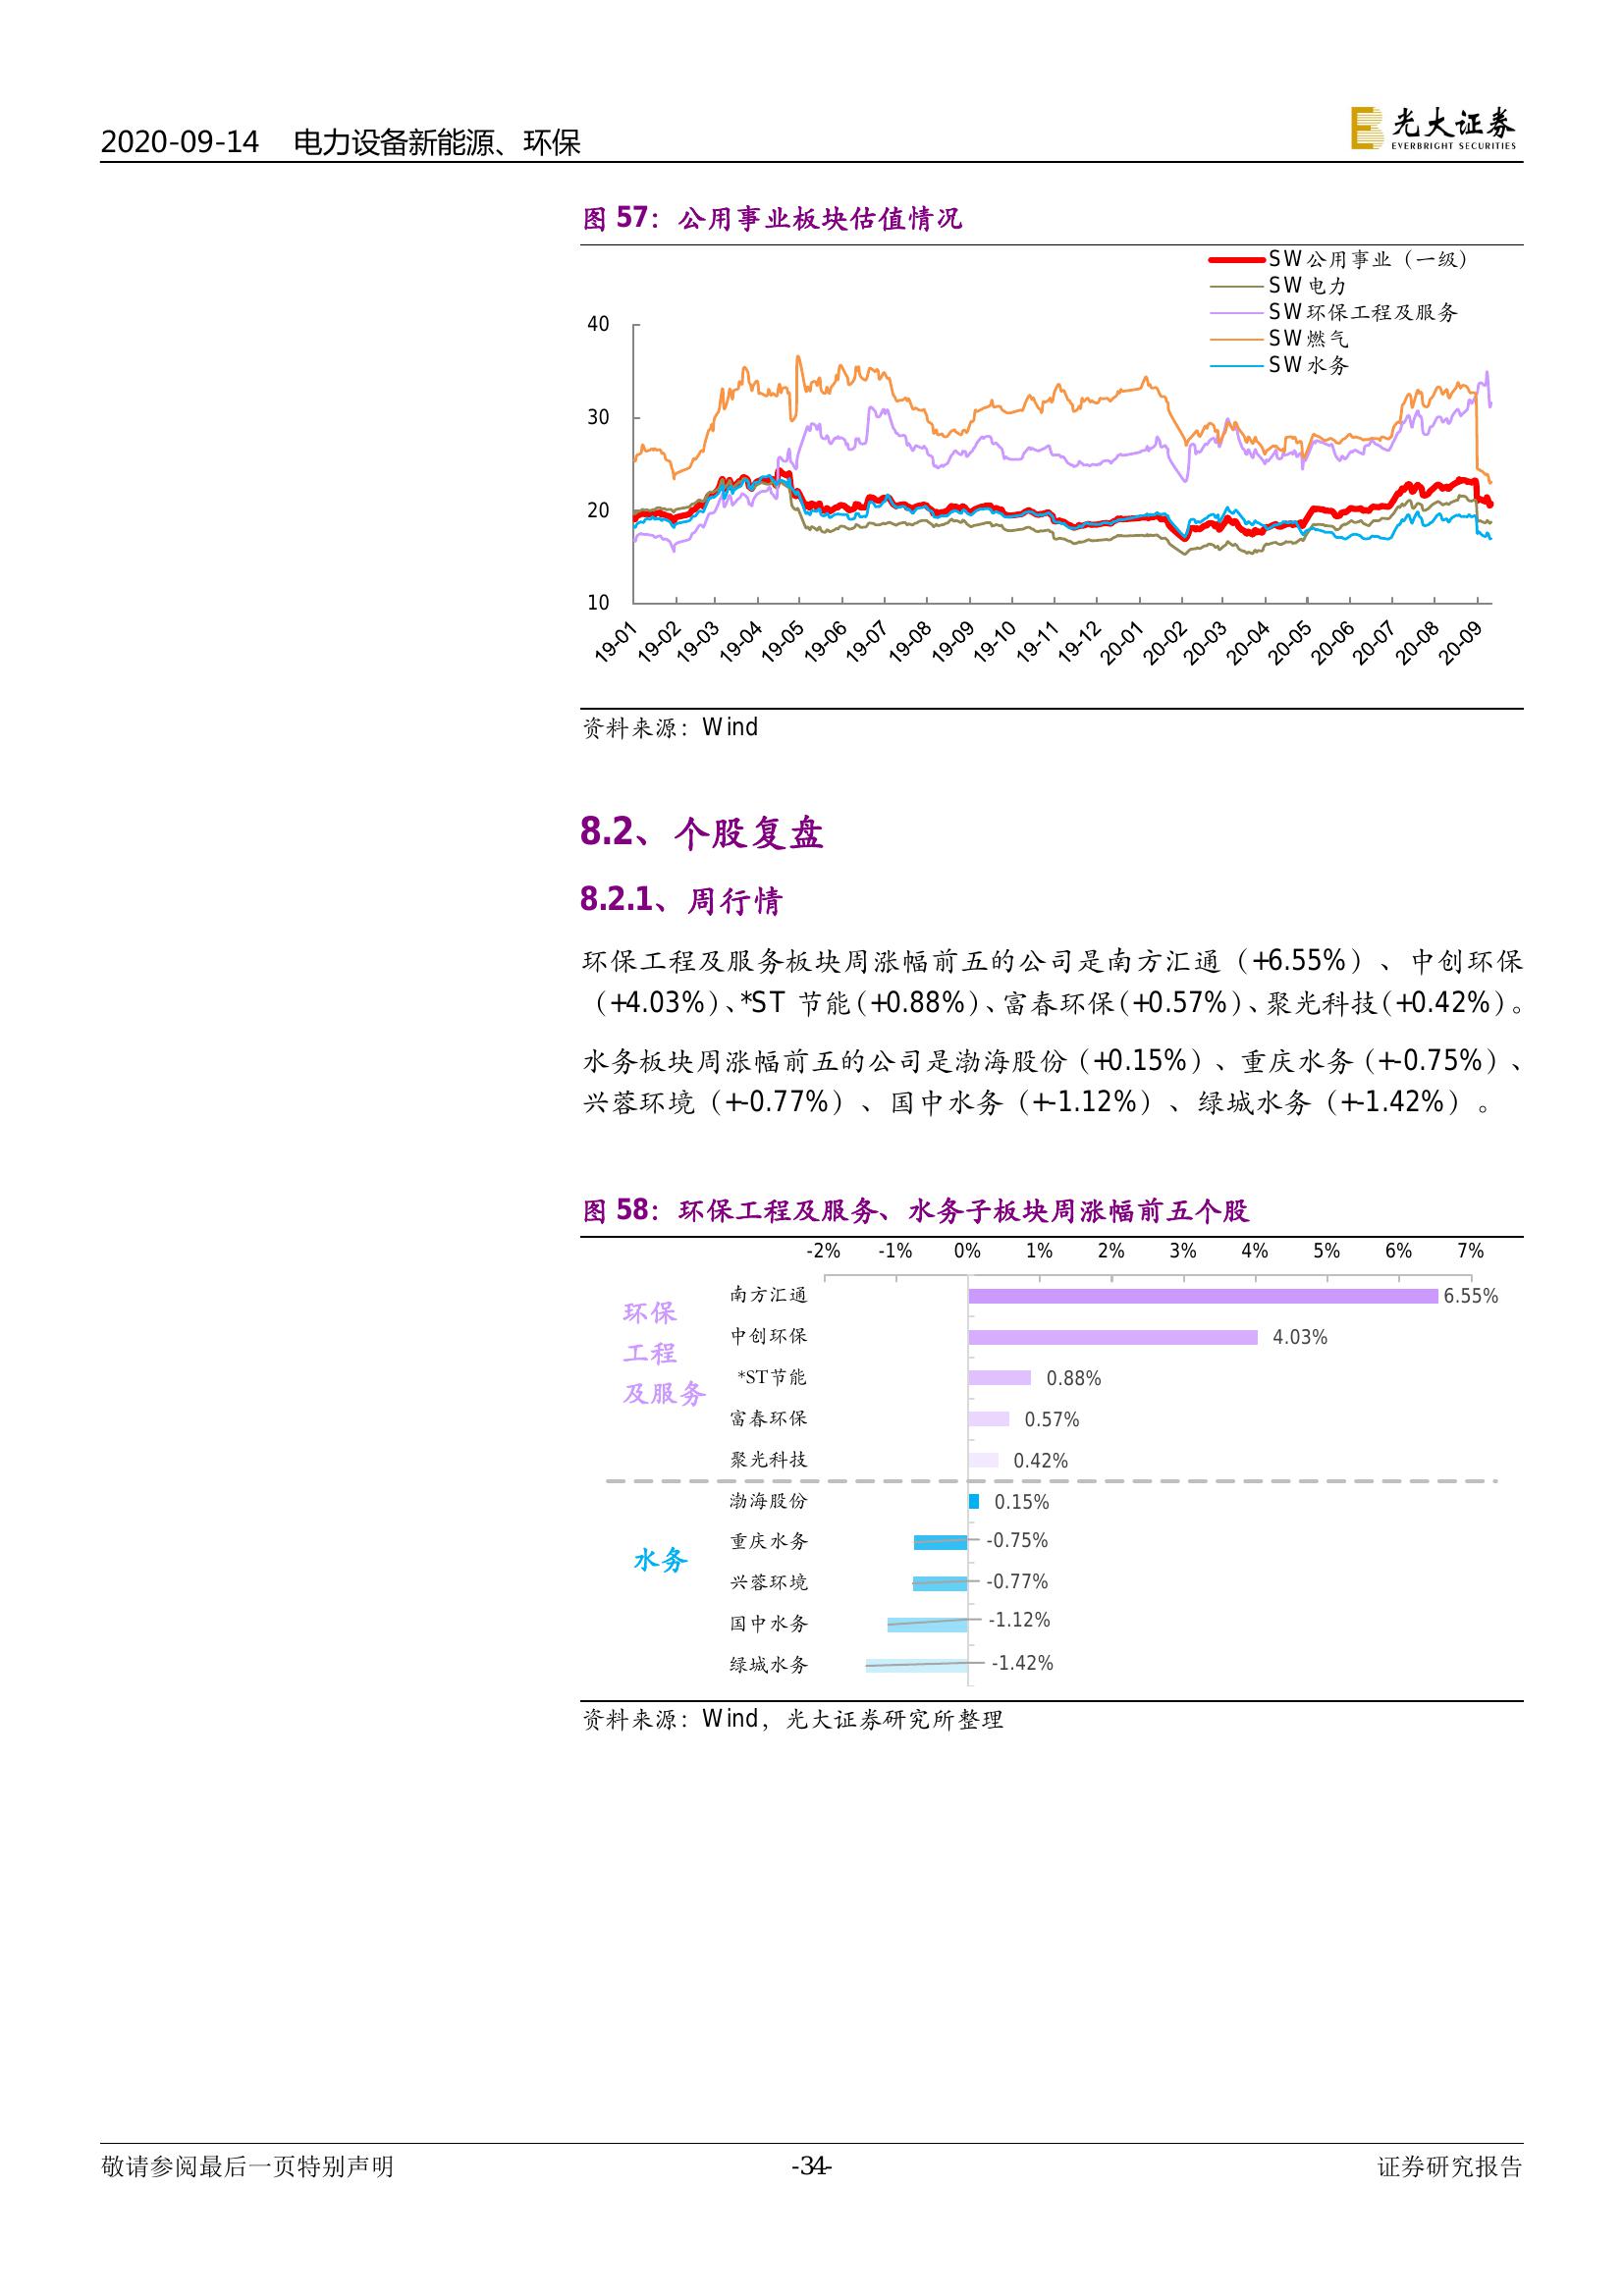 2020-09-14 电力设备新能源、环保
光大证券
EVERBRIGHT SECURITIES
图 57：公用事业板块估值情况
SW公用事业（一级）
SW电力
SW环保工程及服务
SW燃气
SW水务
40
30
20
10
19-01 19-02 19-03 19-04 19-05 19-06 19-07 19-08 19-09 19-10 19-11 19-12 20-01 20-02 20-03 20-04 20-05 20-06 20-07 20-08 20-09
资料来源：Wind
8.2、个股复盘
8.2.1、周行情
环保工程及服务板块周涨幅前五的公司是南方汇通（+6.55%）、中创环保
（+4.03%）、*ST 节能（+0.88%）、富春环保（+0.57%）、聚光科技（+0.42%）。
水务板块周涨幅前五的公司是渤海股份（+0.15%）、重庆水务（+-0.75%）、
兴蓉环境（+-0.77%）、国中水务（+-1.12%）、绿城水务（+-1.42%）。
图 58：环保工程及服务、水务子板块周涨幅前五个股
-2% -1% 0% 1% 2% 3% 4% 5% 6% 7%
环保
工程
及服务
南方汇通 6.55%
中创环保 4.03%
*ST节能 0.88%
富春环保 0.57%
聚光科技 0.42%
水务
渤海股份 0.15%
重庆水务 -0.75%
兴蓉环境 -0.77%
国中水务 -1.12%
绿城水务 -1.42%
资料来源：Wind，光大证券研究所整理
敬请参阅最后一页特别声明 -34- 证券研究报告